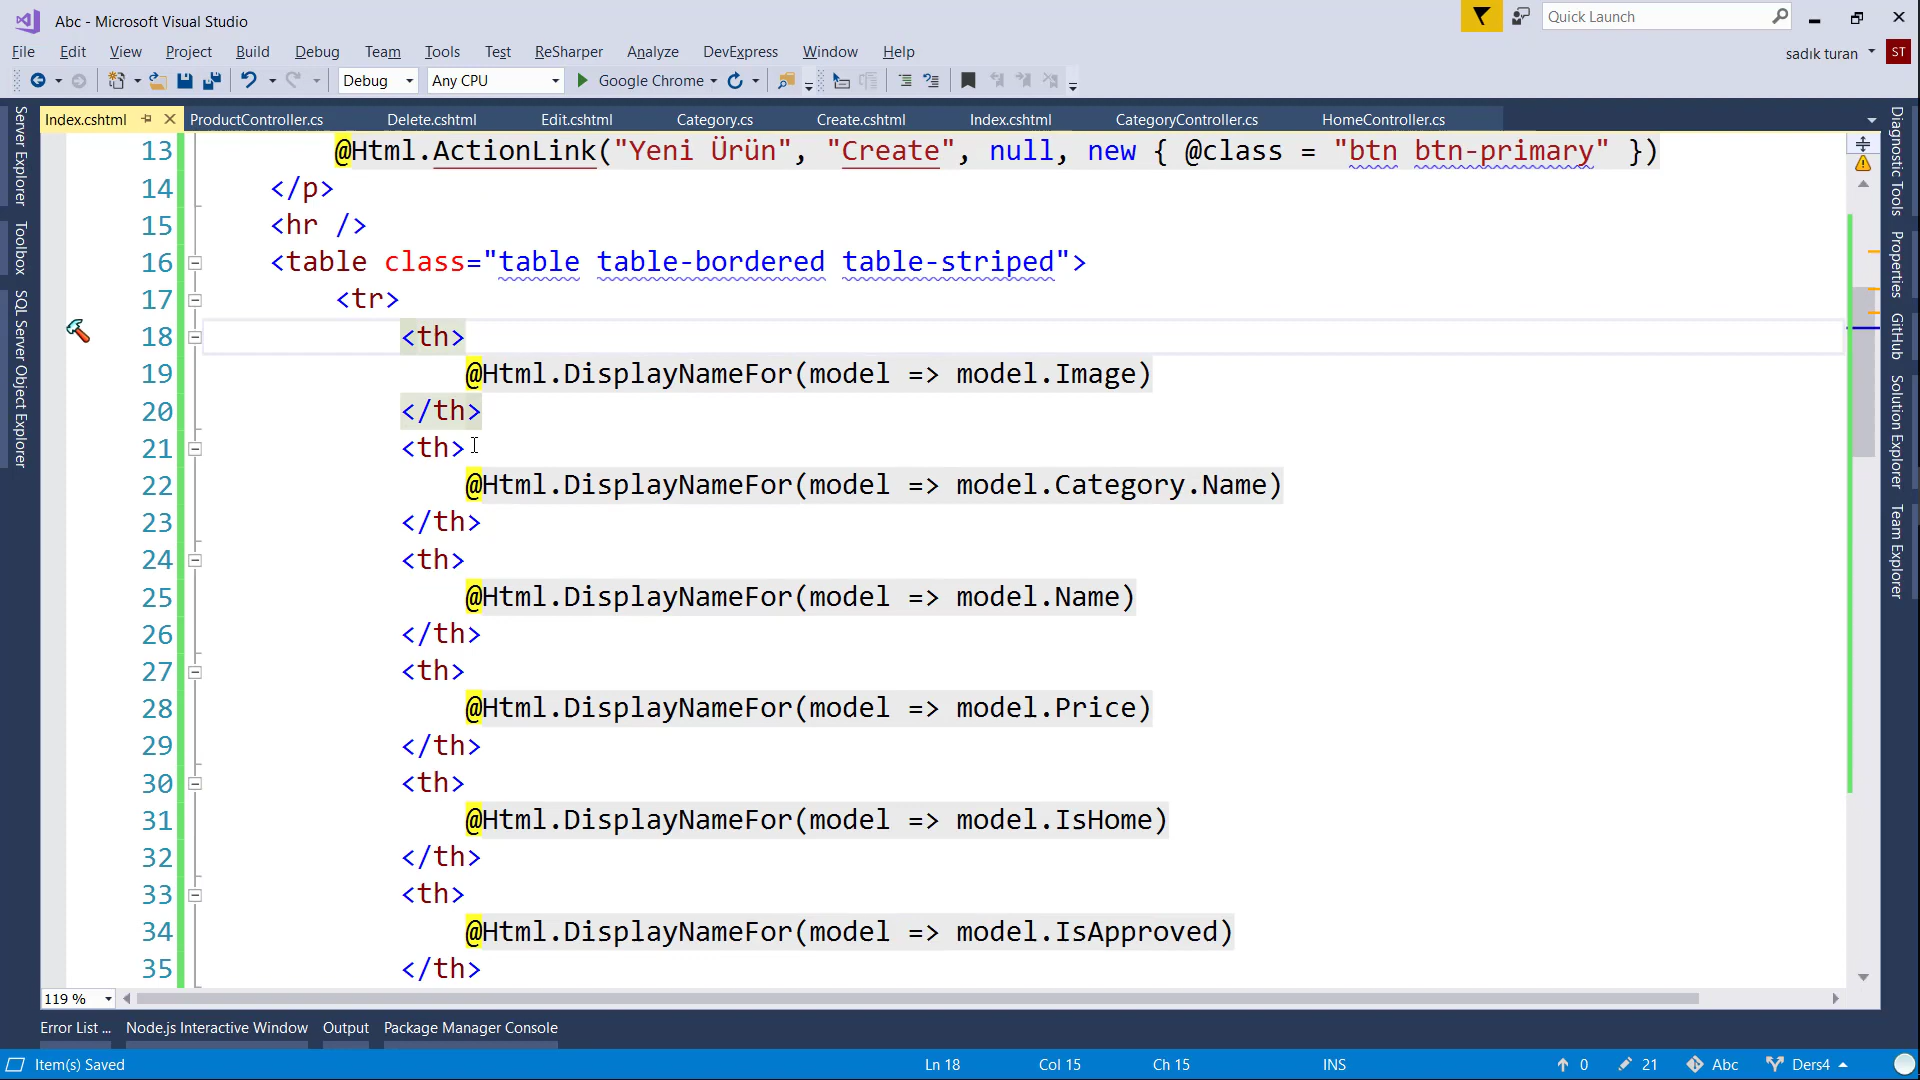 Abc - Microsoft Visual Studio
Quick Launch
File Edit View Project Build Debug Team Tools Test ReSharper Analyze DevExpress Window Help
sadık turan
ST
Debug
Any CPU
Google Chrome
Index.cshtml ProductController.cs Delete.cshtml Edit.cshtml Category.cs Create.cshtml Index.cshtml CategoryController.cs HomeController.cs
Server Explorer
Toolbox
SQL Server Object Explorer
13 @Html.ActionLink("Yeni Ürün", "Create", null, new { @class = "btn btn-primary" })
14 </p>
15 <hr />
16 <table class="table table-bordered table-striped">
17 <tr>
18 <th>
19 @Html.DisplayNameFor(model => model.Image)
20 </th>
21 <th>
22 @Html.DisplayNameFor(model => model.Category.Name)
23 </th>
24 <th>
25 @Html.DisplayNameFor(model => model.Name)
26 </th>
27 <th>
28 @Html.DisplayNameFor(model => model.Price)
29 </th>
30 <th>
31 @Html.DisplayNameFor(model => model.IsHome)
32 </th>
33 <th>
34 @Html.DisplayNameFor(model => model.IsApproved)
35 </th>
Diagnostic Tools
Properties
GitHub
Solution Explorer
Team Explorer
119 %
Error List ... Node.js Interactive Window Output Package Manager Console
Item(s) Saved
Ln 18
Col 15
Ch 15
INS
0
21
Abc
Ders4